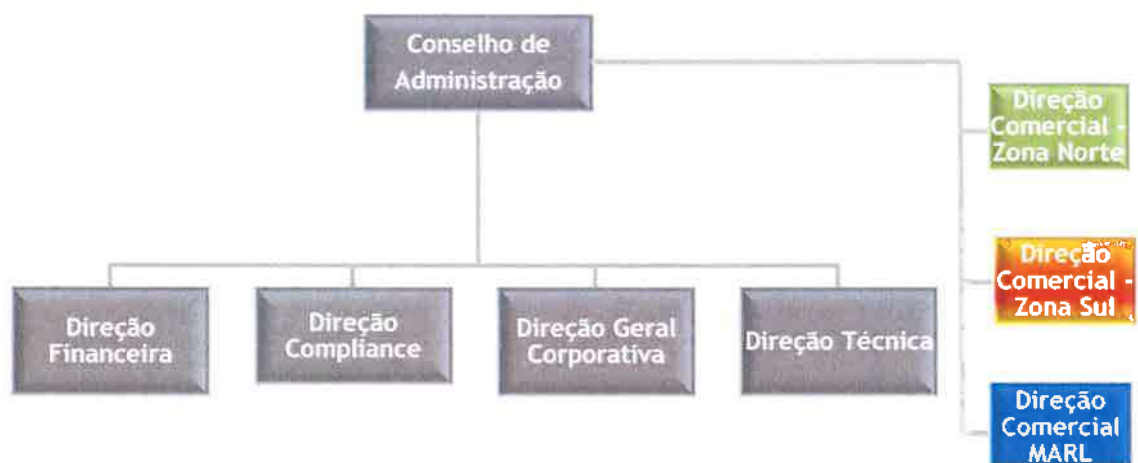 Conselho de
Administração
Direção
Comercial -
Zona Norte
Direção
Comercial -
Zona Sul
Direção
Financeira
Direção
Compliance
Direção Geral
Corporativa
Direção Técnica
Direção
Comercial
MARL